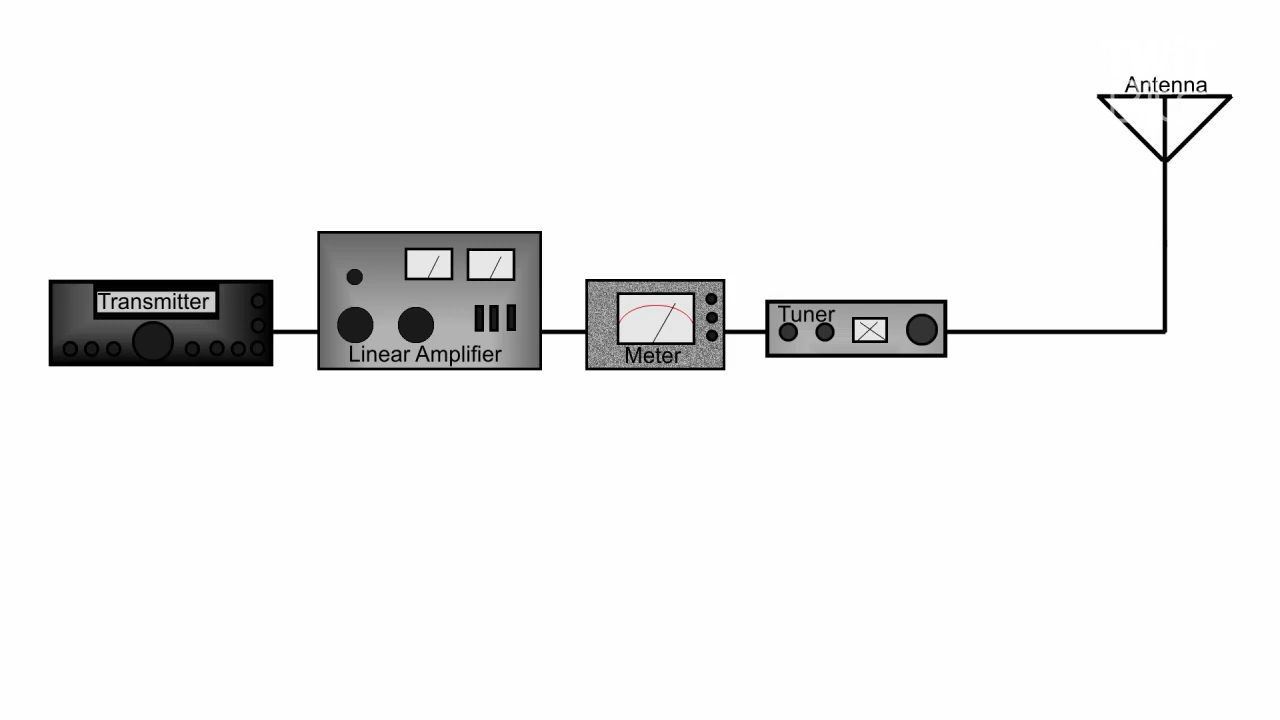 Antenna
Transmitter
Linear Amplifier
Meter
Tuner